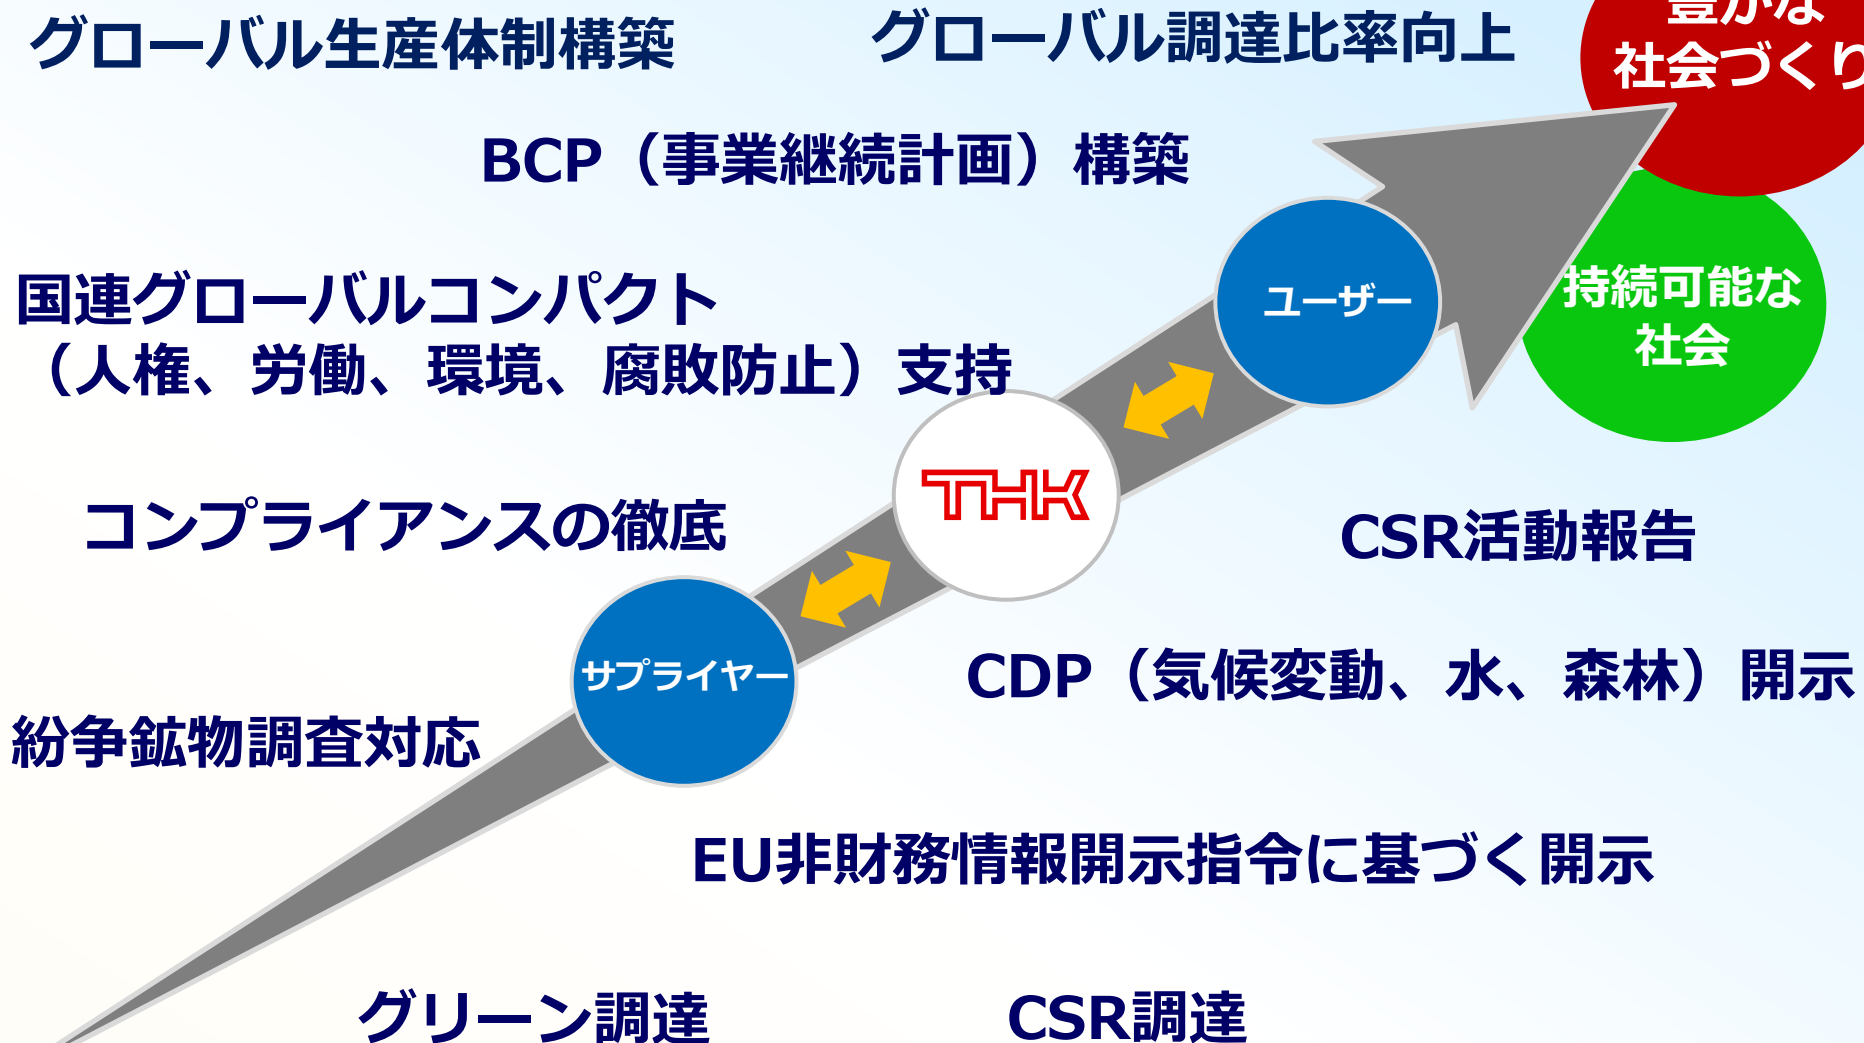 グローバル生産体制構築
グローバル調達比率向上
豊かな
社会づくり
BCP（事業継続計画）構築
国連グローバルコンパクト
（人権、労働、環境、腐敗防止）支持
ユーザー
持続可能な
社会
THK
コンプライアンスの徹底
CSR活動報告
サプライヤー
CDP（気候変動、水、森林）開示
紛争鉱物調査対応
EU非財務情報開示指令に基づく開示
グリーン調達
CSR調達